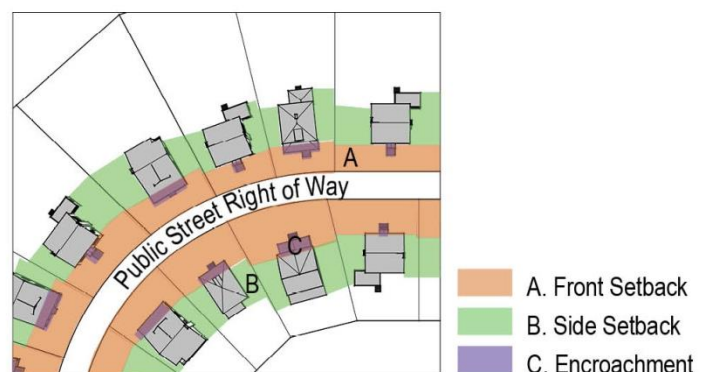 A
Public Street Right of Way
C
B
A. Front Setback
B. Side Setback
C. Encroachment